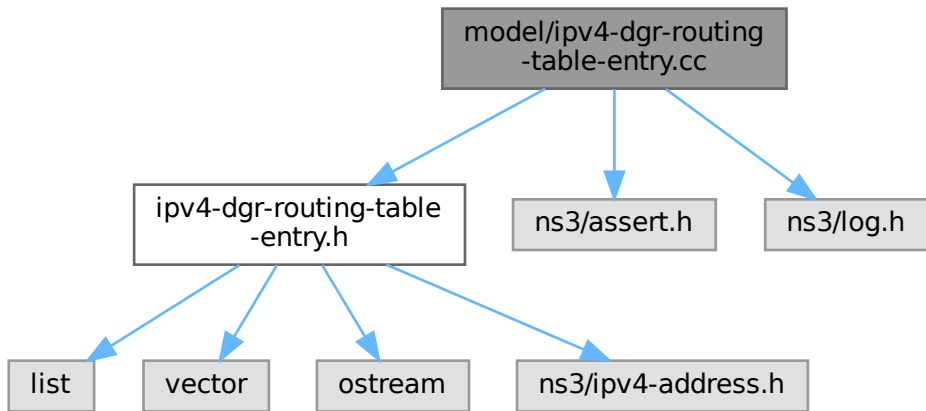 model/ipv4-dgr-routing
-table-entry.cc
ipv4-dgr-routing-table
-entry.h
ns3/assert.h
ns3/log.h
list
vector
ostream
ns3/ipv4-address.h